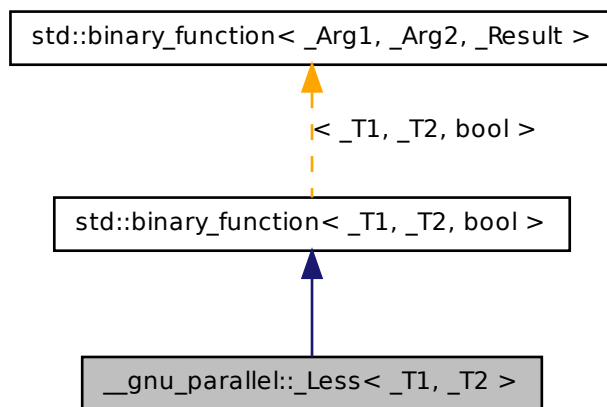 std::binary_function< _Arg1, _Arg2, _Result >
< _T1, _T2, bool >
std::binary_function< _T1, _T2, bool >
__gnu_parallel::_Less< _T1, _T2 >